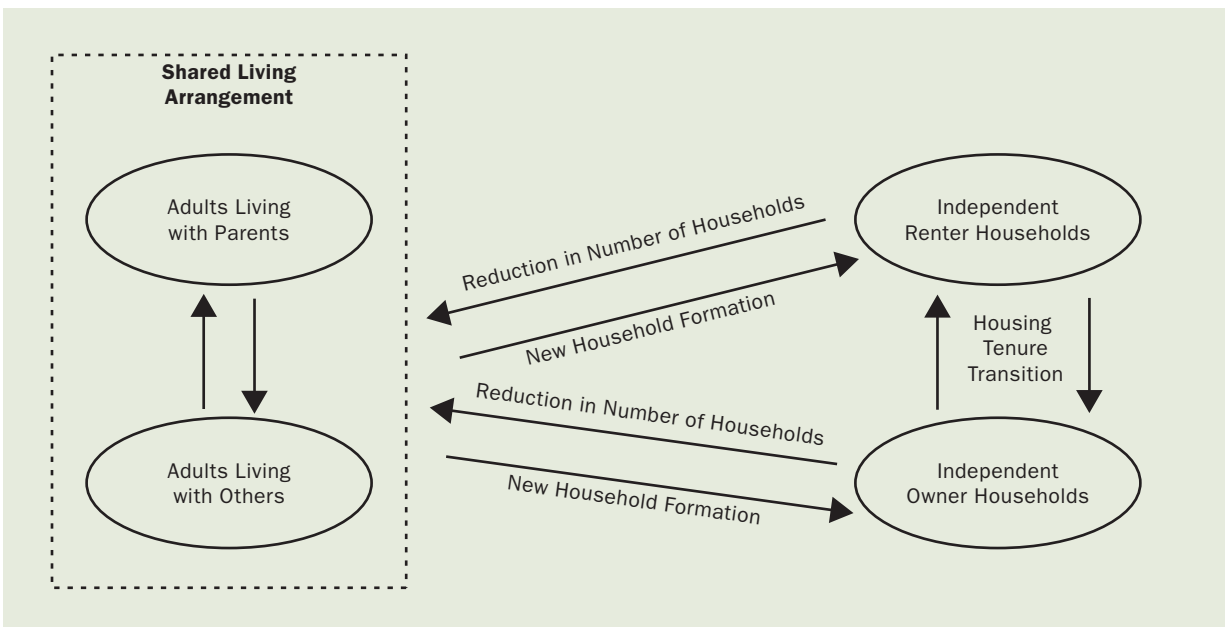 Shared Living
Arrangement
Adults Living
with Parents
Adults Living
with Others
Reduction in Number of Households
New Household Formation
Reduction in Number of Households
New Household Formation
Independent
Renter Households
Housing
Tenure
Transition
Independent
Owner Households